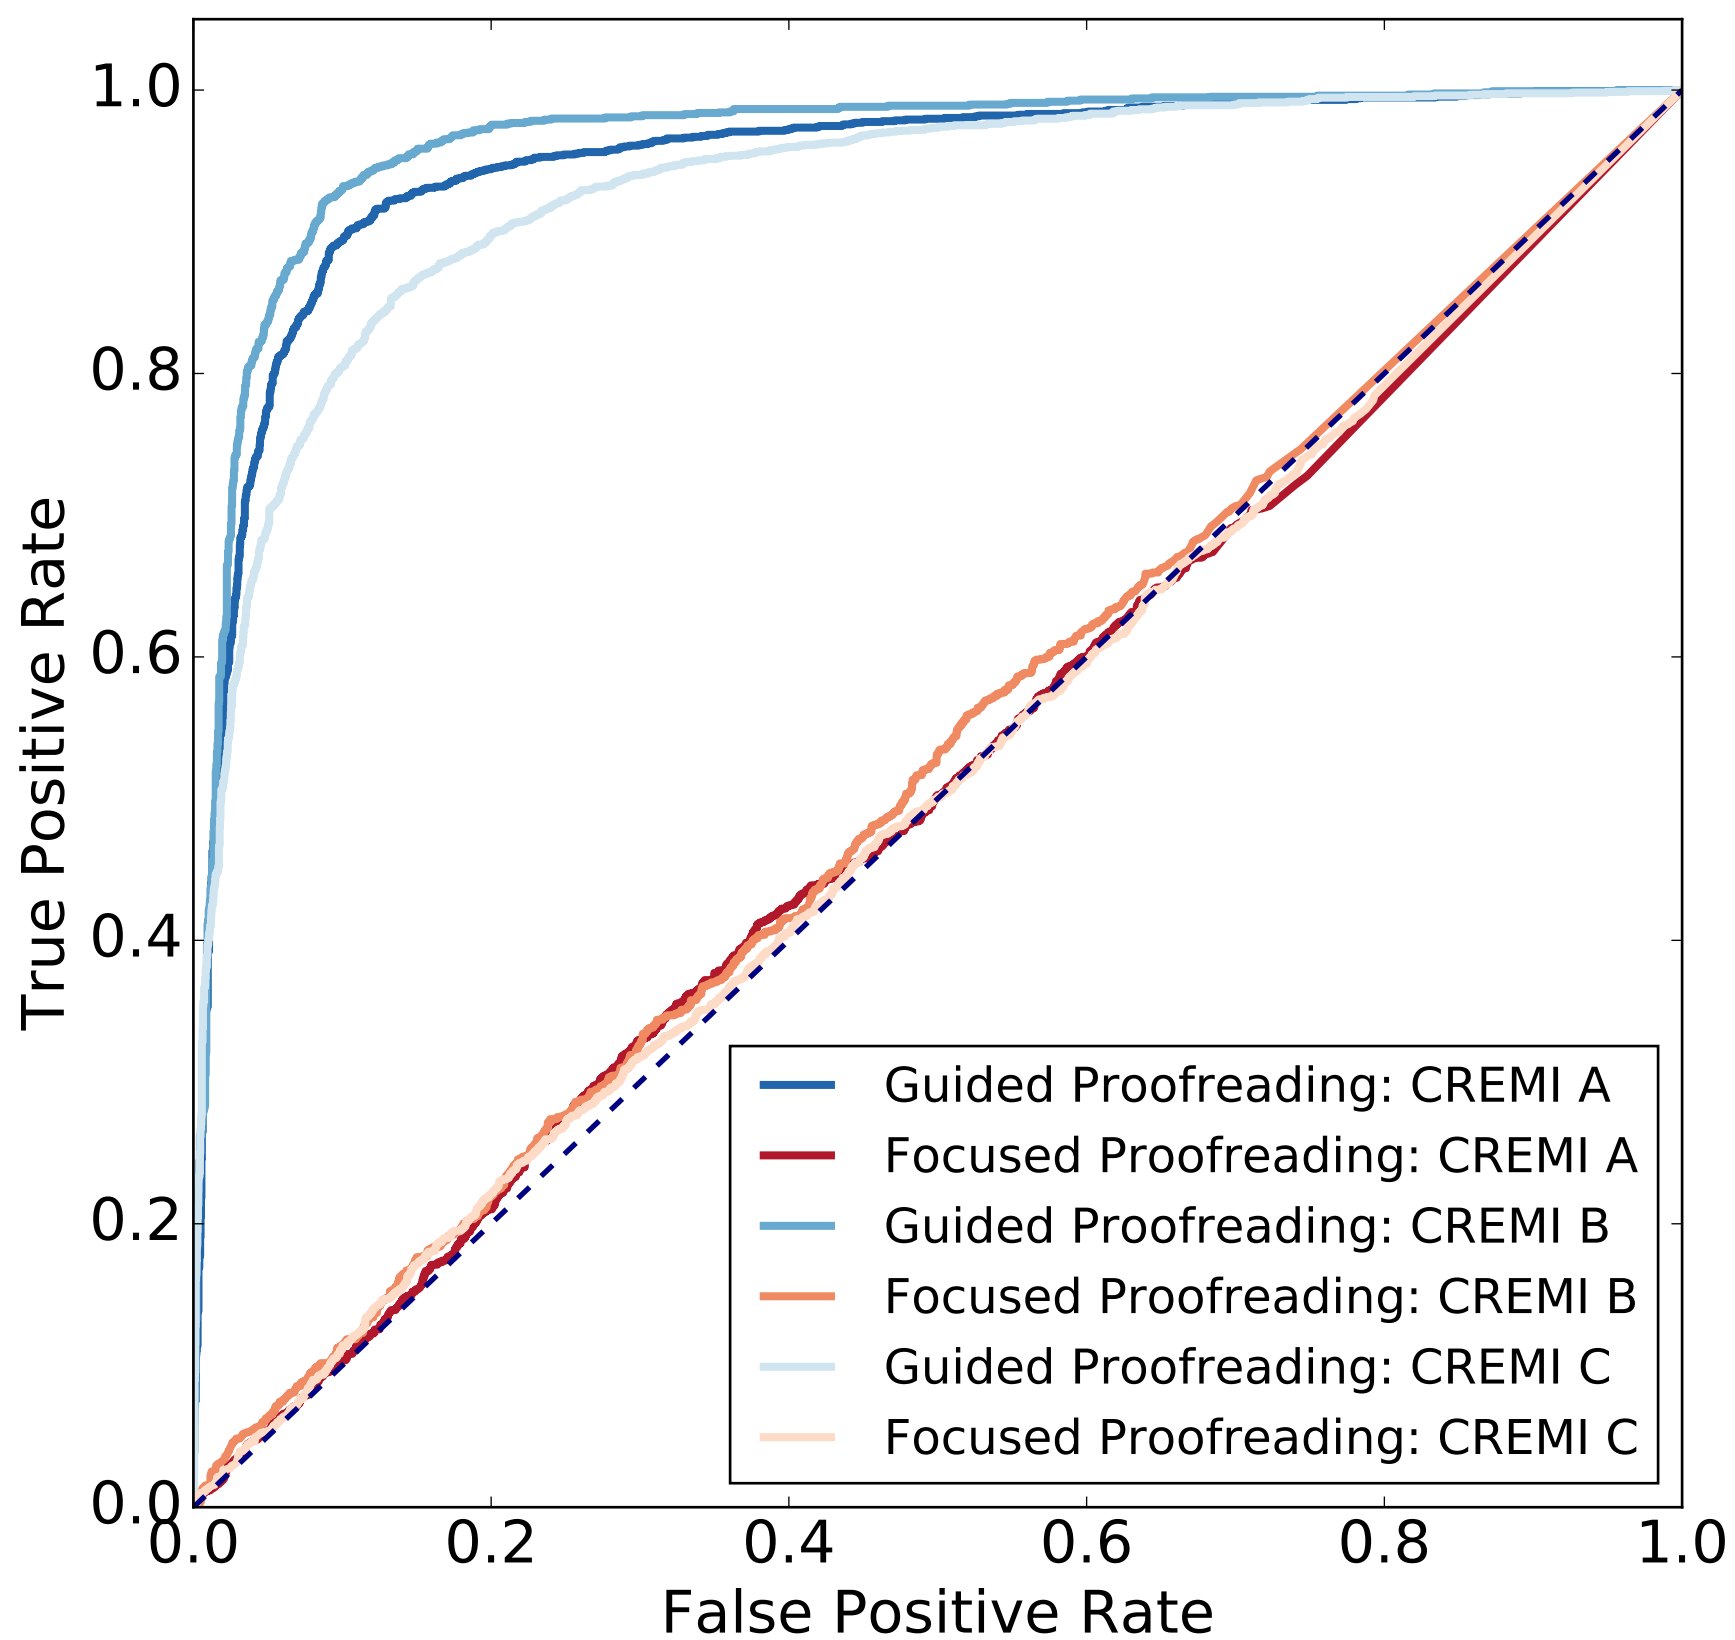 1.0
0.8
0.6
0.4
0.2
0.0
True Positive Rate
Guided Proofreading: CREMI A
Focused Proofreading: CREMI A
Guided Proofreading: CREMI B
Focused Proofreading: CREMI B
Guided Proofreading: CREMI C
Focused Proofreading: CREMI C
0.0 0.2 0.4 0.6 0.8 1.0
False Positive Rate